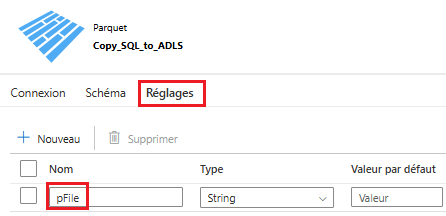 Parquet
Copy_SQL_to_ADLS
Connexion Schéma Réglages
+ Nouveau Supprimer
Nom Type Valeur par défaut
pFile String Valeur